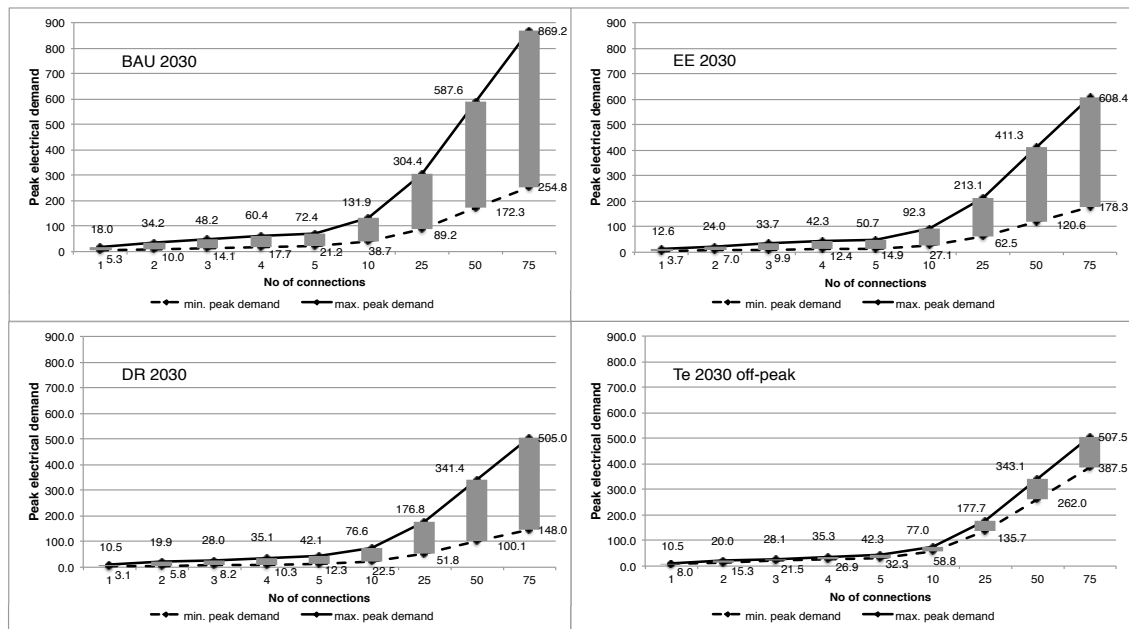 BAU 2030
Peak electrical demand
900
800
700
600
500
400
300
200
100
0
18.0 34.2 48.2 60.4 72.4 131.9 304.4 587.6 869.2
5.3 10.0 14.1 17.7 21.2 38.7 89.2 172.3 254.8
1 2 3 4 5 10 25 50 75
No of connections
min. peak demand max. peak demand
EE 2030
Peak electrical demand
900
800
700
600
500
400
300
200
100
0
12.6 24.0 33.7 42.3 50.7 92.3 213.1 411.3 608.4
3.7 7.0 9.9 12.4 14.9 27.1 62.5 120.6 178.3
1 2 3 4 5 10 25 50 75
No of connections
min. peak demand max. peak demand
DR 2030
Peak electrical demand
900.0
800.0
700.0
600.0
500.0
400.0
300.0
200.0
100.0
0.0
10.5 19.9 28.0 35.1 42.1 76.6 176.8 341.4 505.0
3.1 5.8 8.2 10.3 12.3 22.5 51.8 100.1 148.0
1 2 3 4 5 10 25 50 75
No of connections
min. peak demand max. peak demand
Te 2030 off-peak
Peak electrical demand
900.0
800.0
700.0
600.0
500.0
400.0
300.0
200.0
100.0
0.0
10.5 20.0 28.1 35.3 42.3 77.0 177.7 343.1 507.5
8.0 15.3 21.5 26.9 32.3 58.8 135.7 262.0 387.5
1 2 3 4 5 10 25 50 75
No of connections
min. peak demand max. peak demand